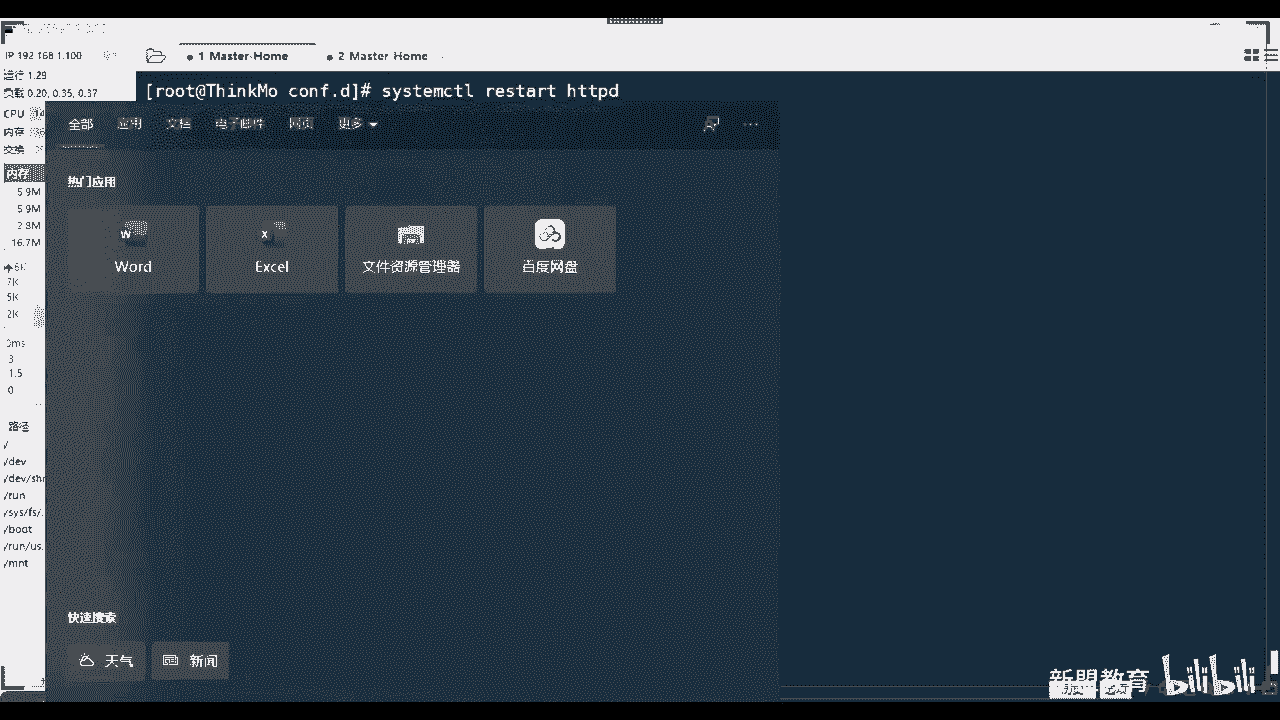 IP 192.168.1.100
1 Master-Home
2 Master-Home
运行 1:29
负载 0.20, 0.35, 0.37
CPU
内存
交换
内存
5.9M
5.9M
2.8M
16.7M
6K
7K
5K
2K
0ms
3
1.5
0
路径
/
/dev
/dev/shr
/run
/sys/fs/.
/boot
/run/us.
/mnt
[root@ThinkMo conf.d]# systemctl restart httpd
全部 应用 文档 电子邮件 网页 更多
热门应用
Word
Excel
文件资源管理器
百度网盘
快速搜索
天气
新闻
新盟教育
bilibili